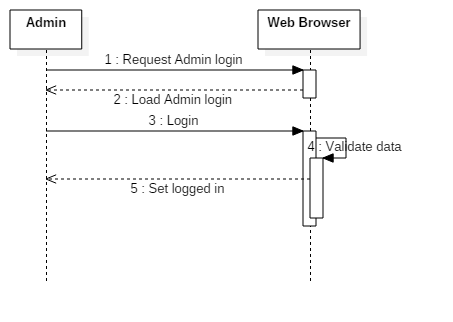 Admin
Web Browser
1 : Request Admin login
2 : Load Admin login
3 : Login
4 : Validate data
5 : Set logged in